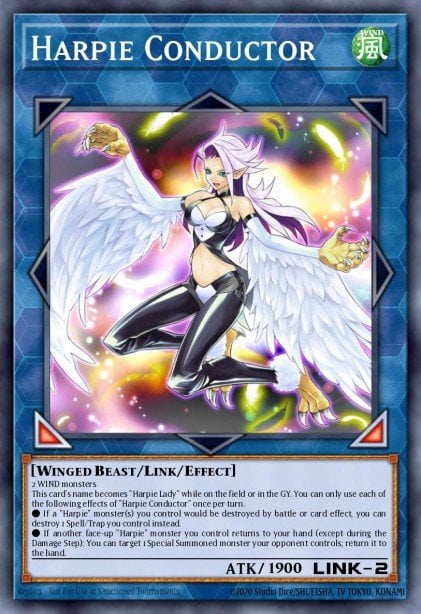 HARPIE CONDUCTOR
WIND
風
[WINGED BEAST/LINK/EFFECT]
2 WIND monsters
This card's name becomes "Harpie Lady" while on the field or in the GY. You can only use each
of the following effects of "Harpie Conductor" once per turn.
● If a "Harpie" monster(s) you control would be destroyed by battle or card effect, you can
destroy 1 Spell/Trap you control instead.
● If another face-up "Harpie" monster you control returns to your hand (except during the
Damage Step): You can target 1 Special Summoned monster your opponent controls; return it
to the hand.
ATK/1900 LINK-2
Replica - Not For Use in Sanctioned Tornaments ©2020 Studio Dice/SHUEISHA, TV TOKYO, KONAMI